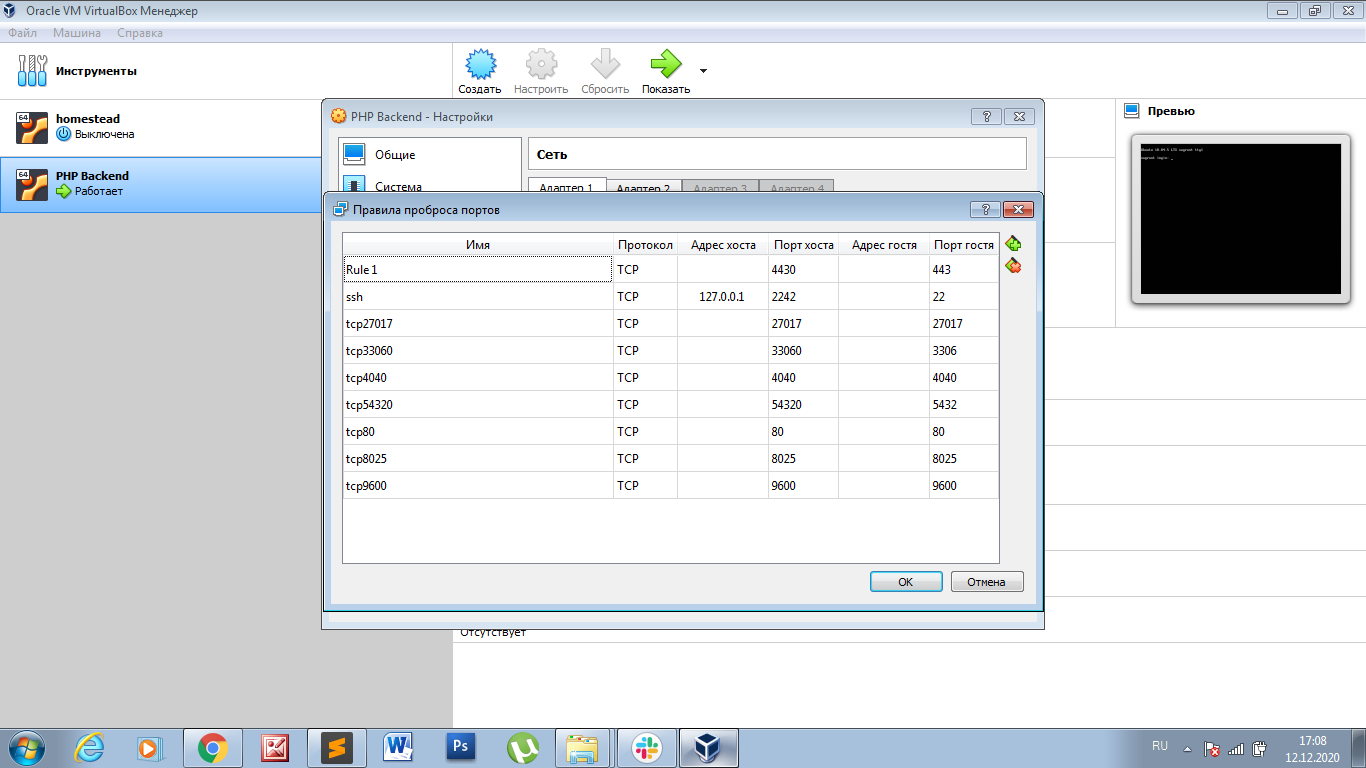 Oracle VM VirtualBox Менеджер
Файл Машина Справка
Инструменты
Создать Настроить Сбросить Показать
64
homestead
Выключена
64
PHP Backend
Работает
Превью
PHP Backend - Настройки
Общие
Система
Сеть
Адаптер 1 Адаптер 2 Адаптер 3 Адаптер 4
Правила проброса портов
Имя Протокол Адрес хоста Порт хоста Адрес гостя Порт гостя
Rule 1 TCP 4430 443
ssh TCP 127.0.0.1 2242 22
tcp27017 TCP 27017 27017
tcp33060 TCP 33060 3306
tcp4040 TCP 4040 4040
tcp54320 TCP 54320 5432
tcp80 TCP 80 80
tcp8025 TCP 8025 8025
tcp9600 TCP 9600 9600
OK Отмена
Отсутствует
Ps
RU
17:08
12.12.2020